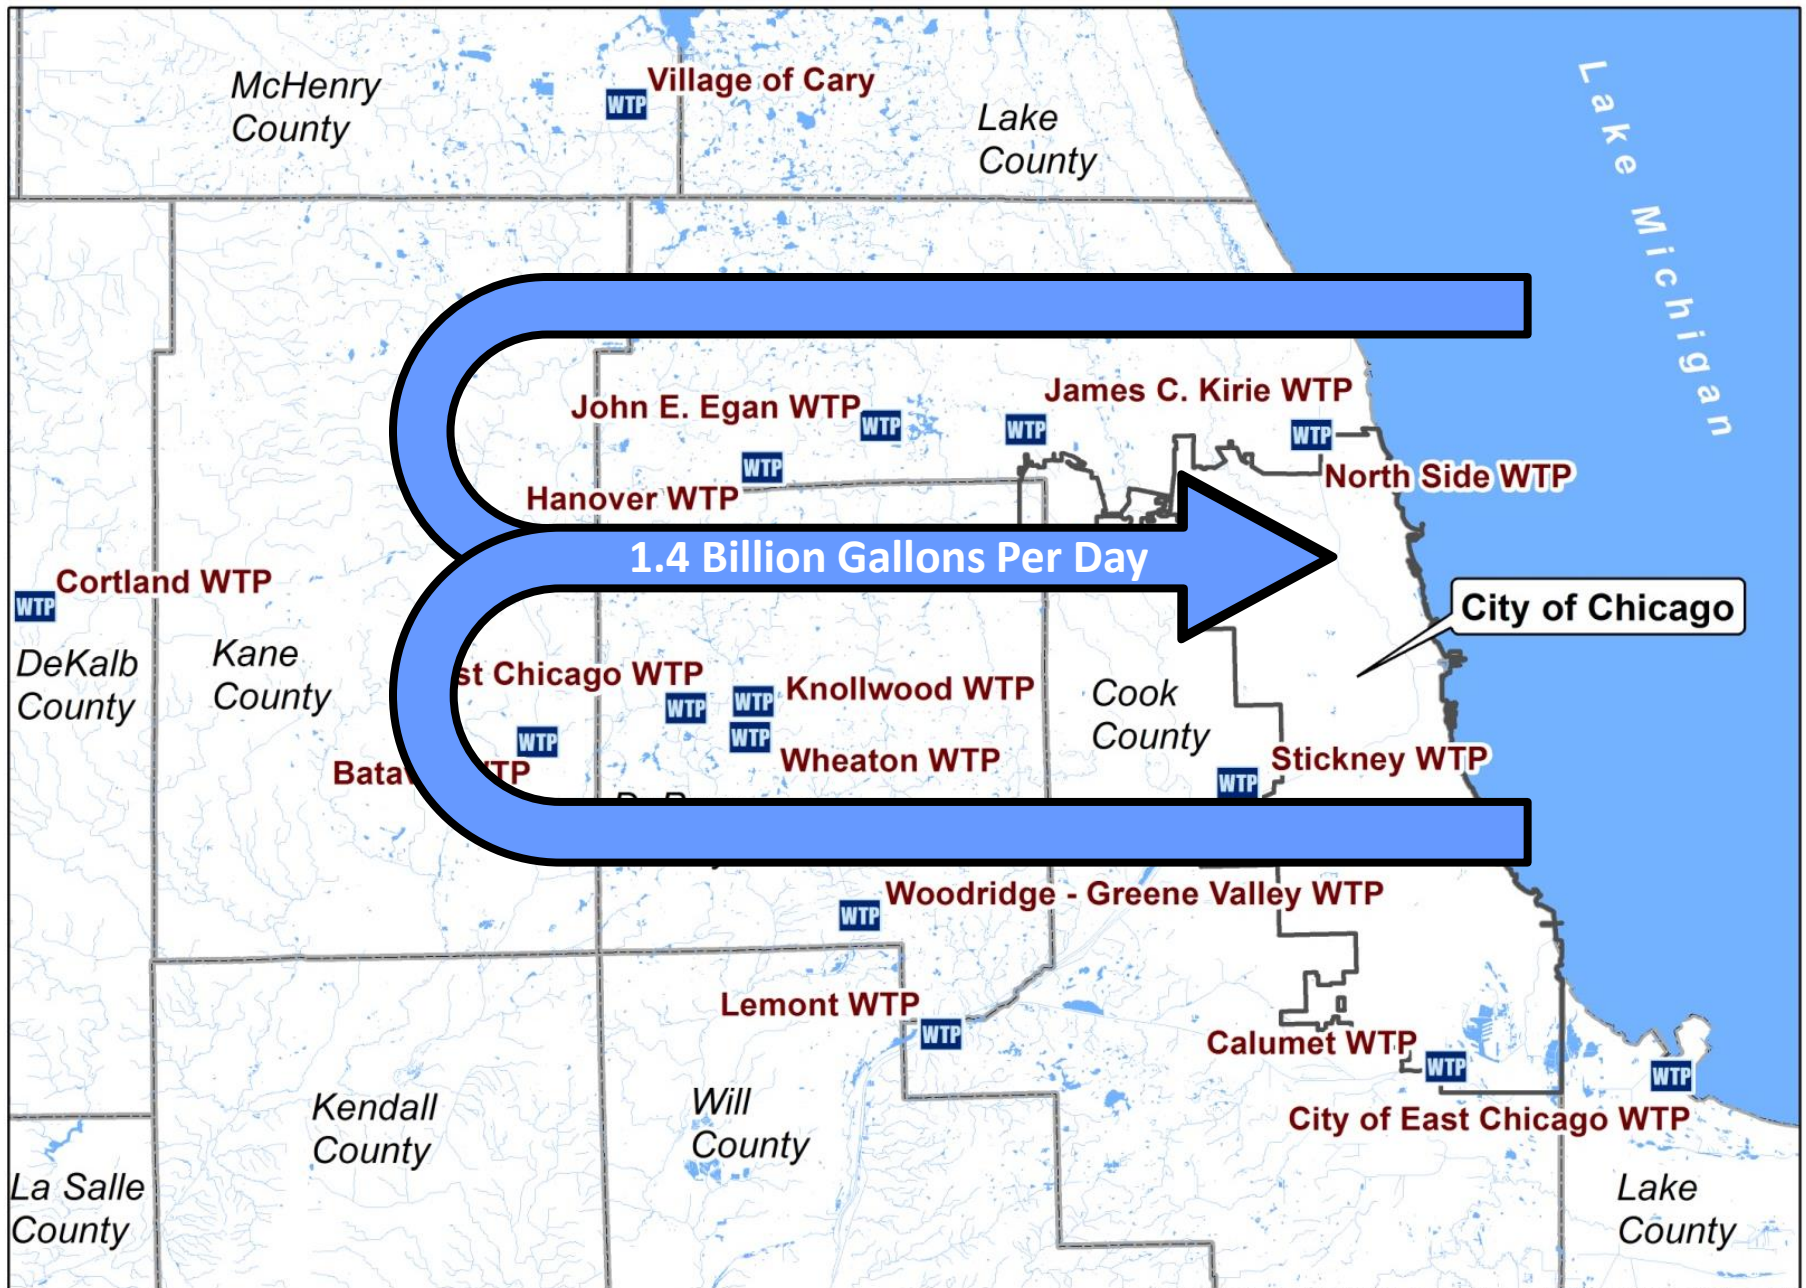 McHenry
County
WTP
Village of Cary
Lake
County
Lake Michigan
John E. Egan WTP
WTP
WTP
James C. Kirie WTP
WTP
WTP
Hanover WTP
North Side WTP
1.4 Billion Gallons Per Day
Cortland WTP
WTP
City of Chicago
DeKalb
County
Kane
County
st Chicago WTP
WTP
WTP
Knollwood WTP
Cook
County
WTP
WTP
Wheaton WTP
Stickney WTP
WTP
Bata
TP
Woodridge - Greene Valley WTP
WTP
Lemont WTP
WTP
Calumet WTP
WTP
WTP
City of East Chicago WTP
Kendall
County
Will
County
La Salle
County
Lake
County